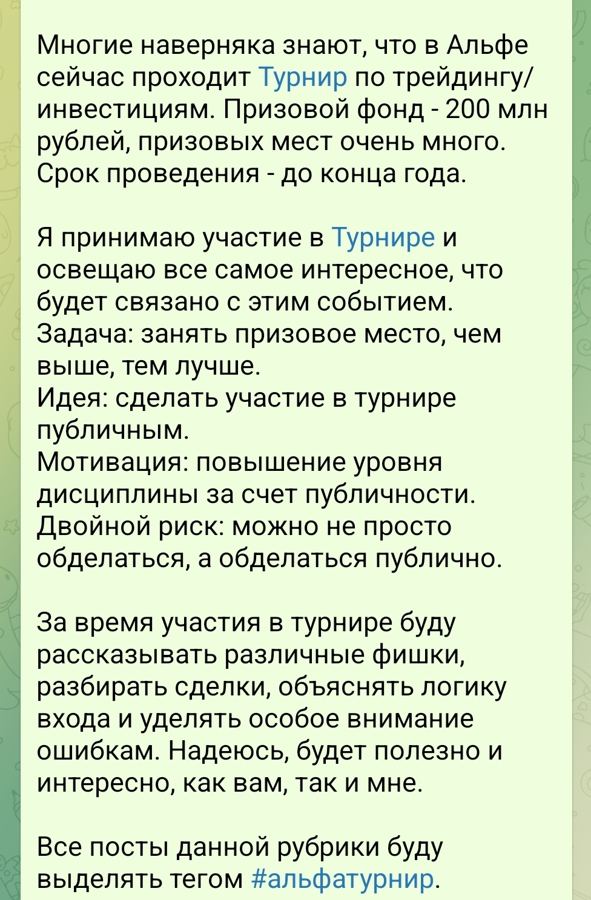 Многие наверняка знают, что в Альфе
сейчас проходит Турнир по трейдингу/
инвестициям. Призовой фонд - 200 млн
рублей, призовых мест очень много.
Срок проведения - до конца года.
Я принимаю участие в Турнире и
освещаю все самое интересное, что
будет связано с этим событием.
Задача: занять призовое место, чем
выше, тем лучше.
Идея: сделать участие в турнире
публичным.
Мотивация: повышение уровня
дисциплины за счет публичности.
Двойной риск: можно не просто
обделаться, а обделаться публично.
За время участия в турнире буду
рассказывать различные фишки,
разбирать сделки, объяснять логику
входа и уделять особое внимание
ошибкам. Надеюсь, будет полезно и
интересно, как вам, так и мне.
Все посты данной рубрики буду
выделять тегом #альфатурнир.